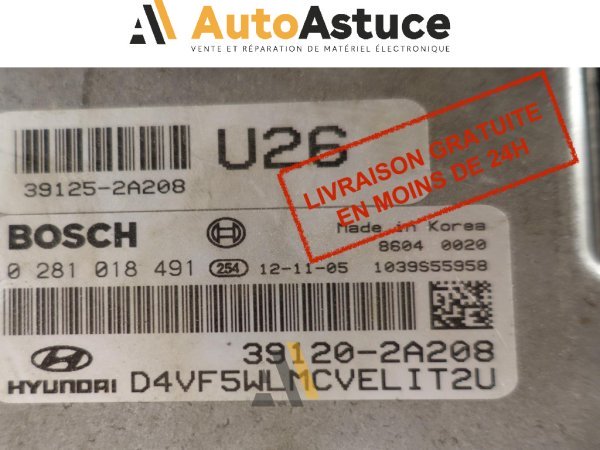 AutoAstuce
VENTE ET RÉPARATION DE MATÉRIEL ÉLECTRONIQUE
U26
39125-2A208
LIVRAISON GRATUITE
EN MOINS DE 24H
BOSCH
Made in Korea
8604 0020
0 281 018 491 254 12-11-05 1039S55958
39120-2A208
HYUNDAI D4VF5WLMCVELIT2U